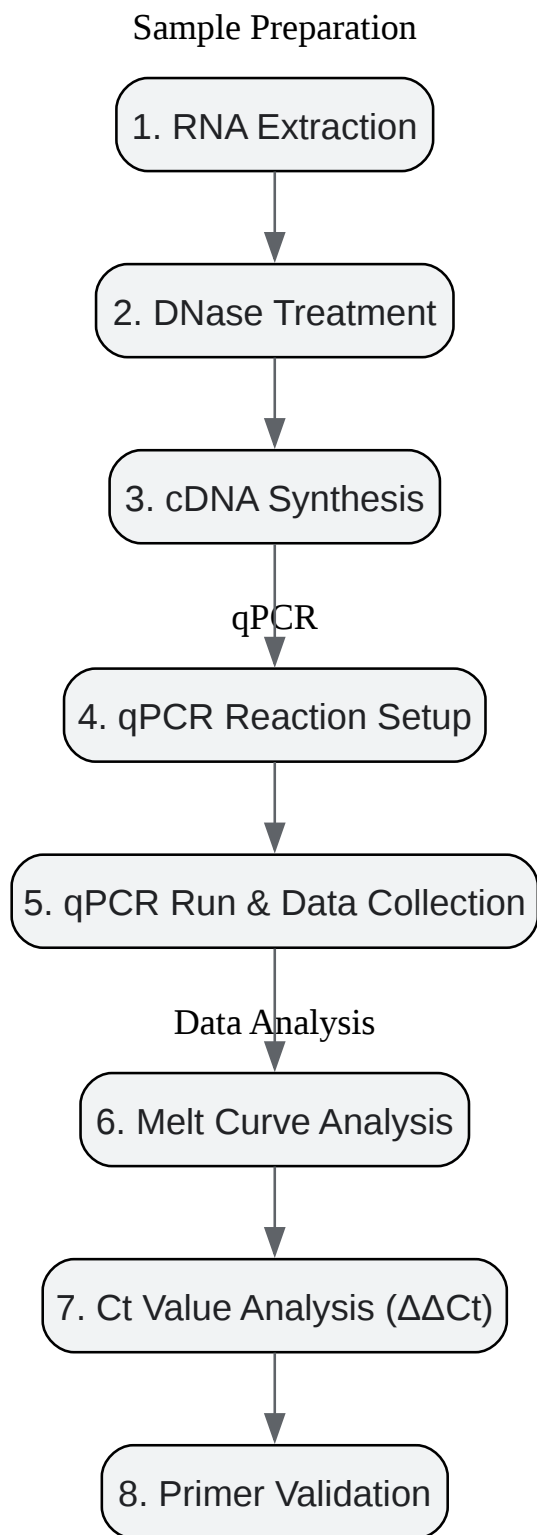 Sample Preparation
1. RNA Extraction
2. DNase Treatment
3. cDNA Synthesis
qPCR
4. qPCR Reaction Setup
5. qPCR Run & Data Collection
Data Analysis
6. Melt Curve Analysis
7. Ct Value Analysis (ΔΔCt)
8. Primer Validation